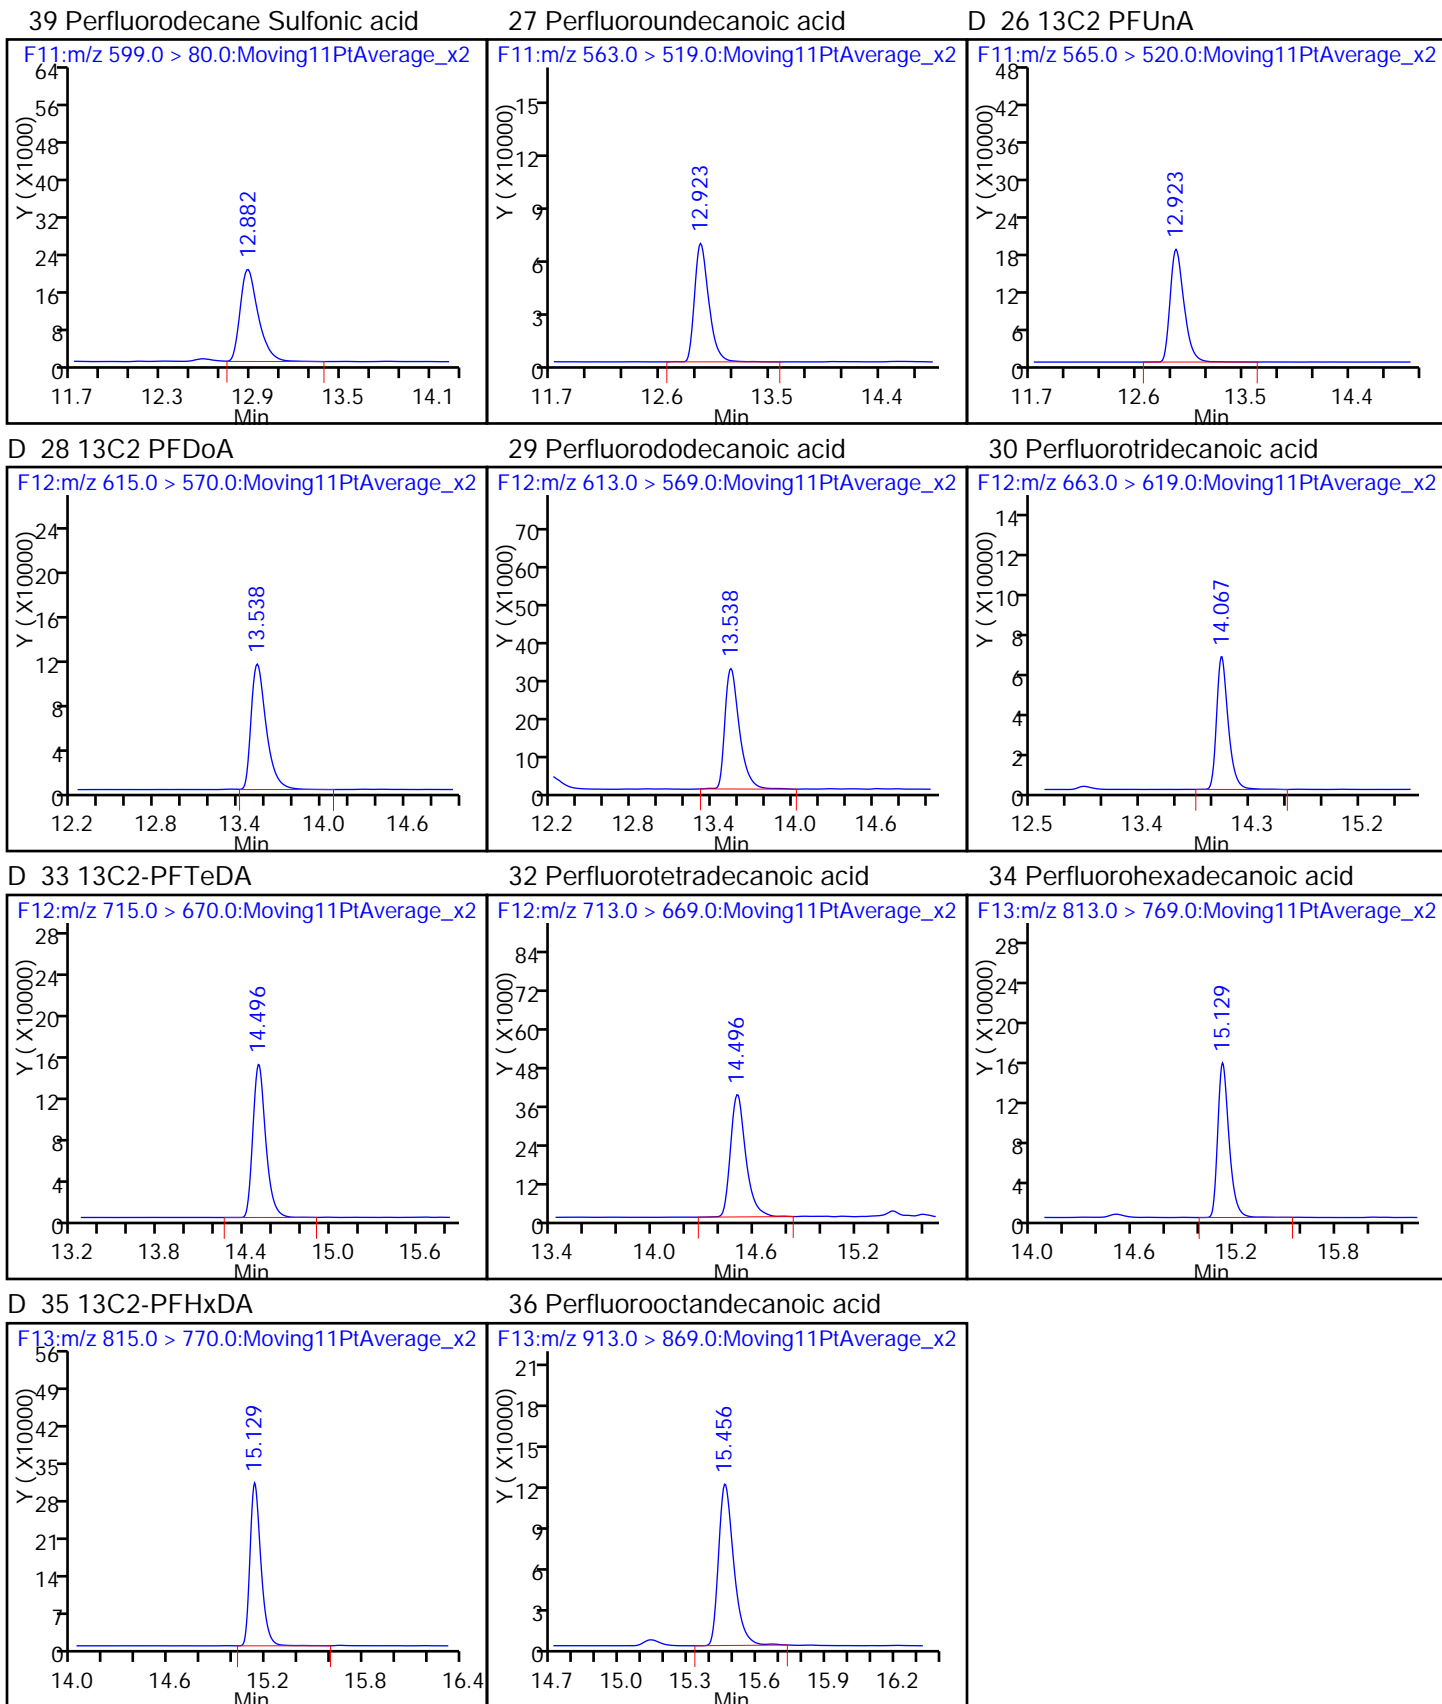 39 Perfluorodecane Sulfonic acid
F11:m/z 599.0 > 80.0:Moving11PtAverage_x2
Y ( X10000)
64
56
48
40
32
24
16
8
0
12.882
11.7 12.3 12.9 13.5 14.1
Min
27 Perfluoroundecanoic acid
F11:m/z 563.0 > 519.0:Moving11PtAverage_x2
Y ( X10000)
15
12
9
6
3
0
12.923
11.7 12.6 13.5 14.4
Min
D 26 13C2 PFUnA
F11:m/z 565.0 > 520.0:Moving11PtAverage_x2
Y ( X10000)
48
42
36
30
24
18
12
6
0
12.923
11.7 12.6 13.5 14.4
Min
D 28 13C2 PFDoA
F12:m/z 615.0 > 570.0:Moving11PtAverage_x2
Y ( X10000)
24
20
16
12
8
4
0
13.538
12.2 12.8 13.4 14.0 14.6
Min
29 Perfluorododecanoic acid
F12:m/z 613.0 > 569.0:Moving11PtAverage_x2
Y ( X1000)
70
60
50
40
30
20
10
0
13.538
12.2 12.8 13.4 14.0 14.6
Min
30 Perfluorotridecanoic acid
F12:m/z 663.0 > 619.0:Moving11PtAverage_x2
Y ( X10000)
14
12
10
8
6
4
2
0
14.067
12.5 13.4 14.3 15.2
Min
D 33 13C2-PFTeDA
F12:m/z 715.0 > 670.0:Moving11PtAverage_x2
Y ( X10000)
28
24
20
16
12
8
4
0
14.496
13.2 13.8 14.4 15.0 15.6
Min
32 Perfluorotetradecanoic acid
F12:m/z 713.0 > 669.0:Moving11PtAverage_x2
Y ( X1000)
84
72
60
48
36
24
12
0
14.496
13.4 14.0 14.6 15.2
Min
34 Perfluorohexadecanoic acid
F13:m/z 813.0 > 769.0:Moving11PtAverage_x2
Y ( X10000)
28
24
20
16
12
8
4
0
15.129
14.0 14.6 15.2 15.8
Min
D 35 13C2-PFHxDA
F13:m/z 815.0 > 770.0:Moving11PtAverage_x2
Y ( X10000)
56
49
42
35
28
21
14
7
0
15.129
14.0 14.6 15.2 15.8 16.4
Min
36 Perfluorooctandecanoic acid
F13:m/z 913.0 > 869.0:Moving11PtAverage_x2
Y ( X10000)
21
18
15
12
9
6
3
0
15.456
14.7 15.0 15.3 15.6 15.9 16.2
Min